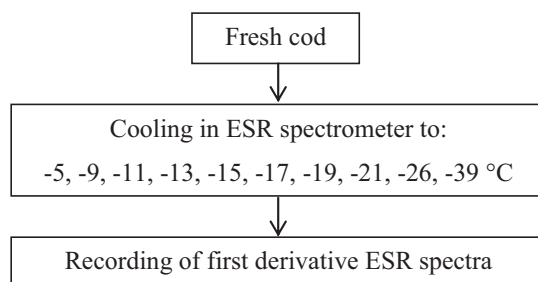 Fresh cod
Cooling in ESR spectrometer to:
-5, -9, -11, -13, -15, -17, -19, -21, -26, -39 °C
Recording of first derivative ESR spectra